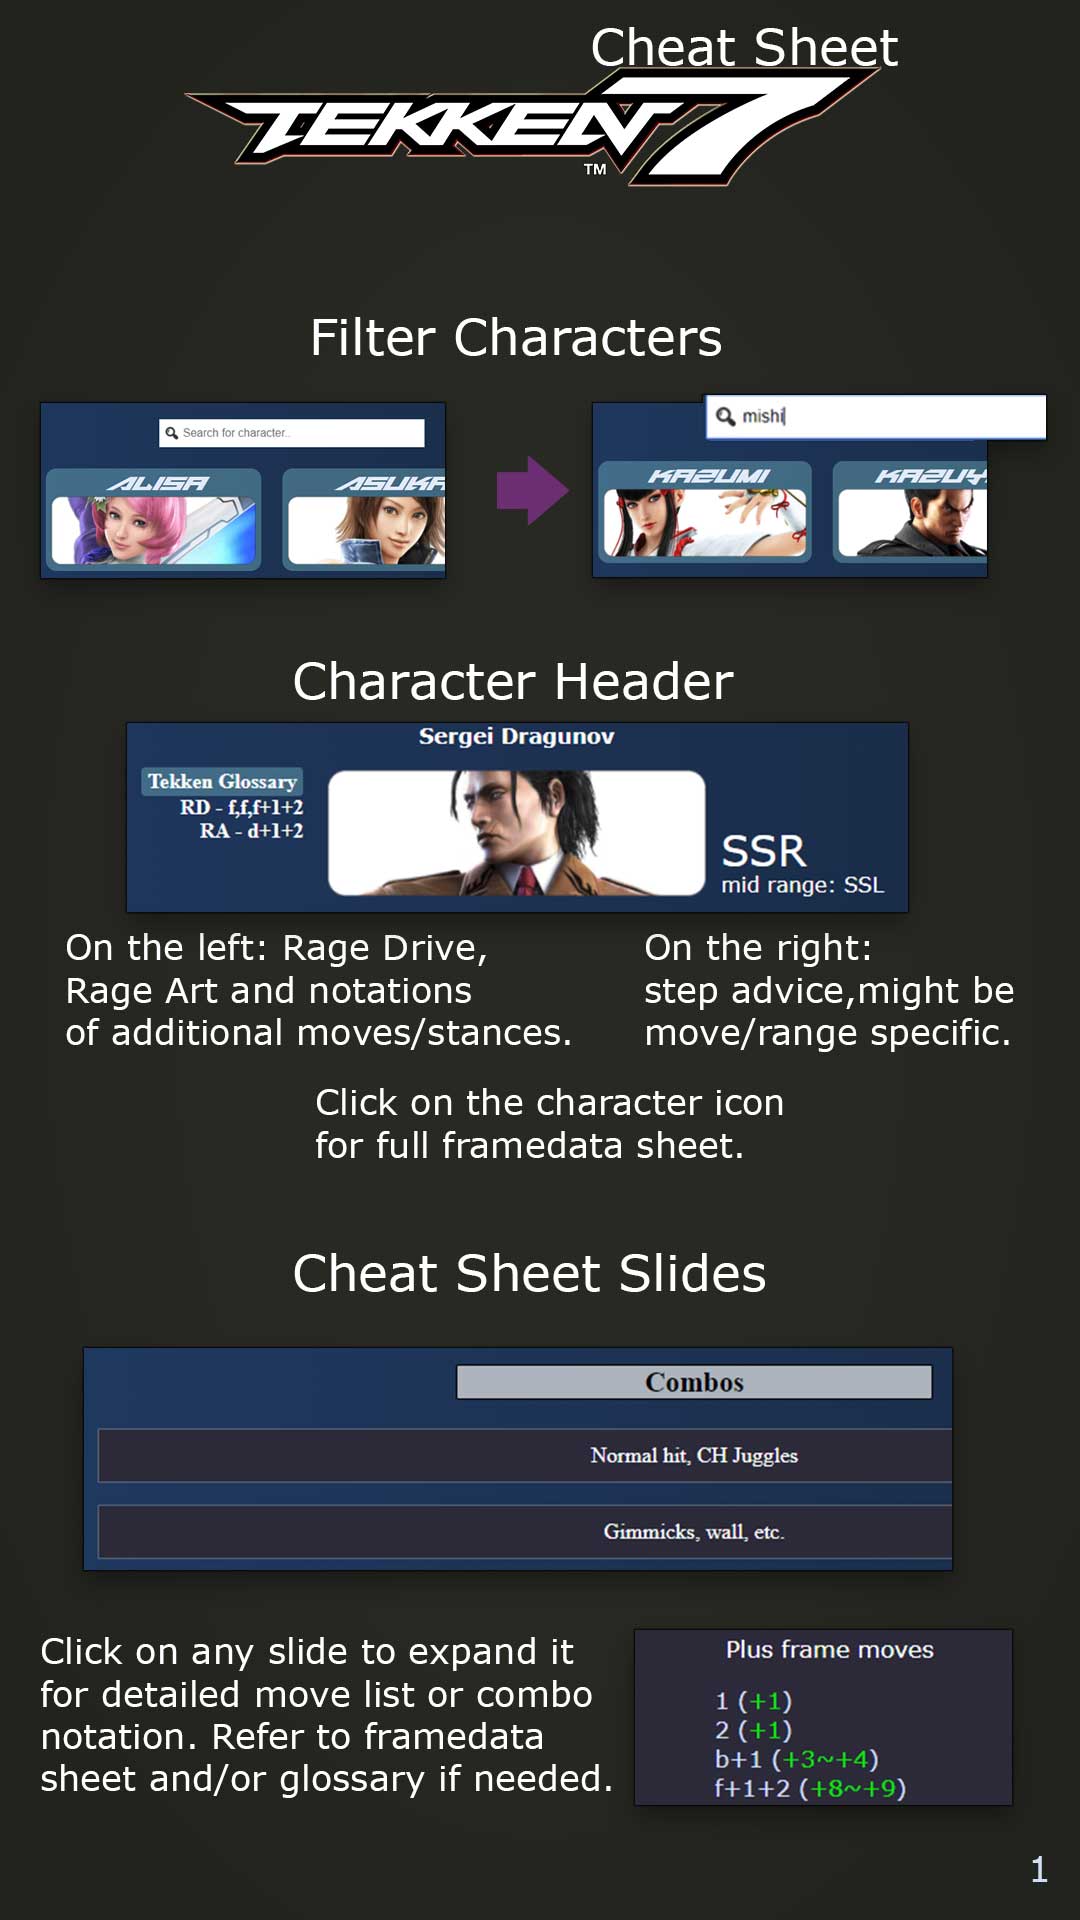 Cheat Sheet
TEKKEN 7
TM
Filter Characters
Search for character..
ALISA
ASUKA
mishi
KAZUMI
KAZUY
Character Header
Sergei Dragunov
Tekken Glossary
RD - f,f,f+1+2
RA - d+1+2
SSR
mid range: SSL
On the left: Rage Drive,
Rage Art and notations
of additional moves/stances.
On the right:
step advice,might be
move/range specific.
Click on the character icon
for full framedata sheet.
Cheat Sheet Slides
Combos
Normal hit, CH Juggles
Gimmicks, wall, etc.
Click on any slide to expand it
for detailed move list or combo
notation. Refer to framedata
sheet and/or glossary if needed.
Plus frame moves
1 (+1)
2 (+1)
b+1 (+3~+4)
f+1+2 (+8~+9)
1